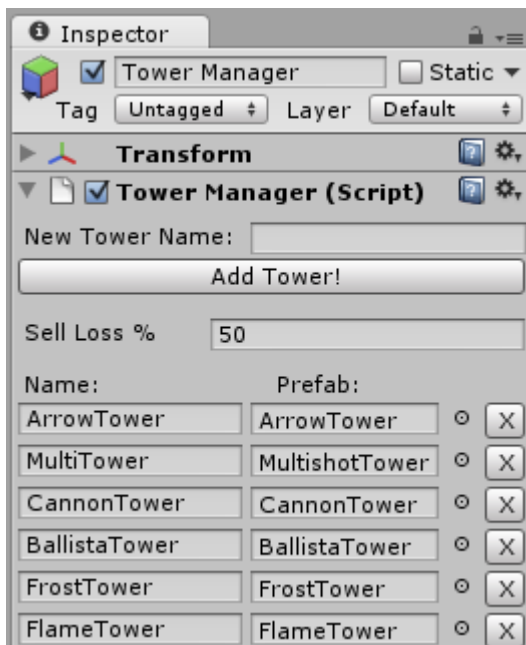 Inspector
Tower Manager Static
Tag Untagged Layer Default
Transform
Tower Manager (Script)
New Tower Name:
Add Tower!
Sell Loss % 50
Name: Prefab:
ArrowTower ArrowTower X
MultiTower MultishotTower X
CannonTower CannonTower X
BallistaTower BallistaTower X
FrostTower FrostTower X
FlameTower FlameTower X